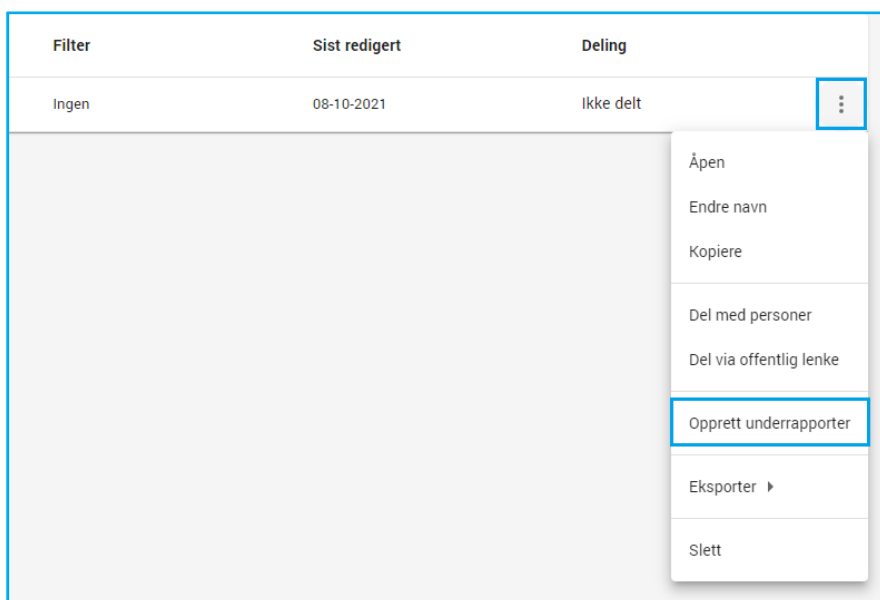 Filter Sist redigert Deling
Ingen 08-10-2021 Ikke delt
Åpen
Endre navn
Kopiere
Del med personer
Del via offentlig lenke
Opprett underrapporter
Eksporter
Slett